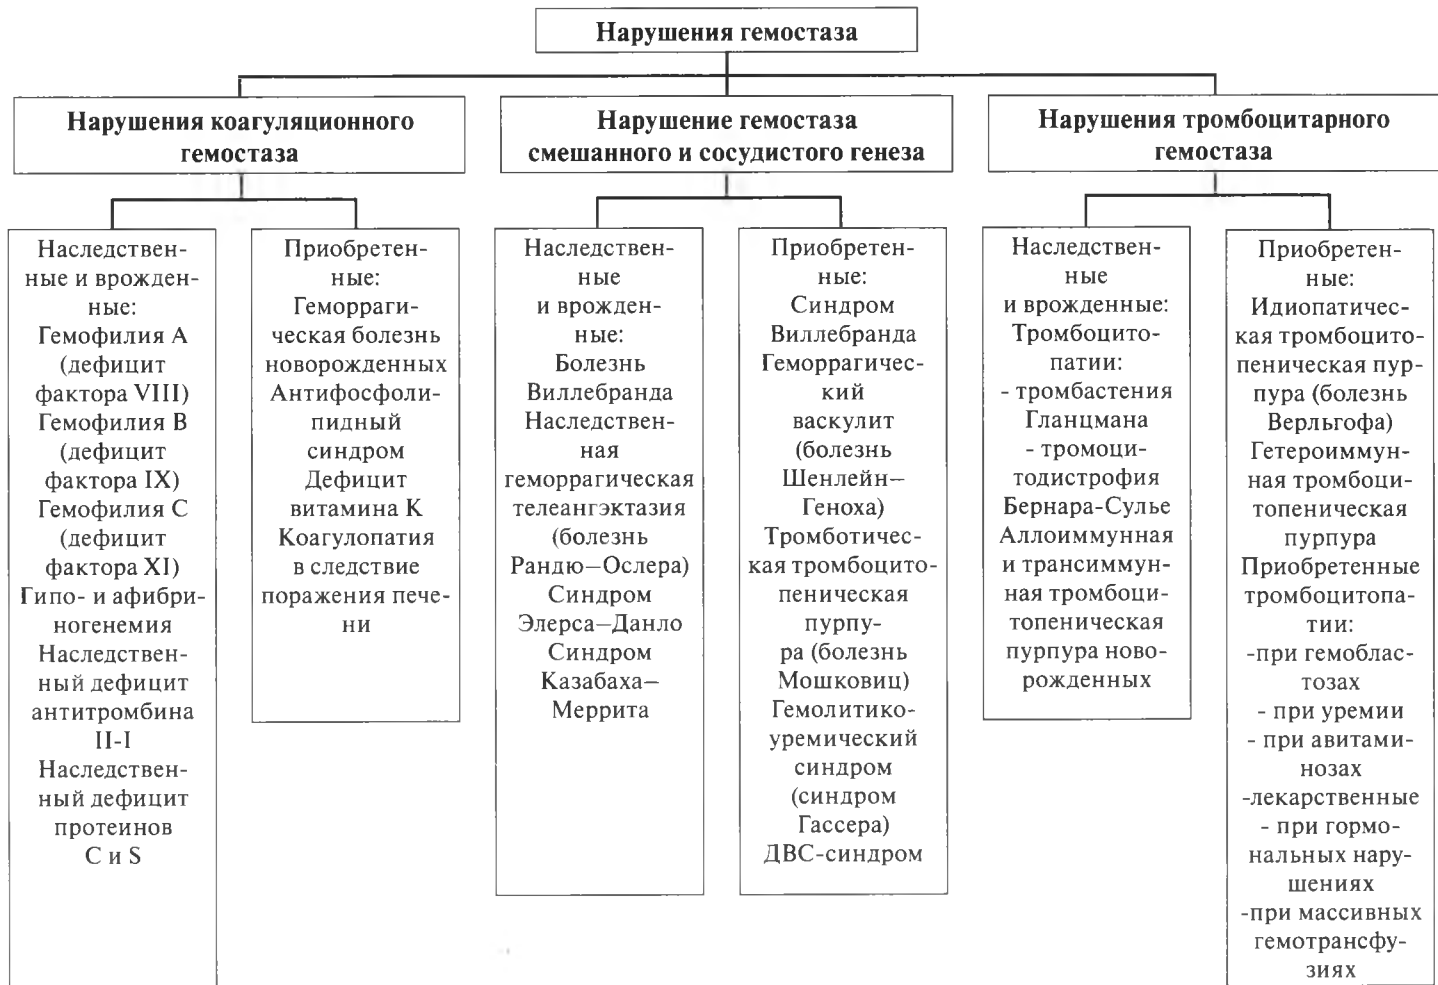 Нарушения гемостаза
Нарушения коагуляционного
гемостаза
Нарушение гемостаза
смешанного и сосудистого генеза
Нарушения тромбоцитарного
гемостаза
Наследствен-
ные и врожден-
ные:
Гемофилия А
(дефицит
фактора VIII)
Гемофилия В
(дефицит
фактора IX)
Гемофилия С
(дефицит
фактора XI)
Гипо- и афибри-
ногенемия
Наследствен-
ный дефицит
антитромбина
II-I
Наследствен-
ный дефицит
протеинов
С и S
Приобретен-
ные:
Геморраги-
ческая болезнь
новорожденных
Антифосфоли-
пидный
синдром
Дефицит
витамина К
Коагулопатия
в следствие
поражения пече-
ни
Наследствен-
ные
и врожден-
ные:
Болезнь
Виллебранда
Наследствен-
ная
геморрагическая
телеангэктазия
(болезнь
Рандю–Ослера)
Синдром
Элерса–Данло
Синдром
Казабаха–
Меррита
Приобретен-
ные:
Синдром
Виллебранда
Геморрагичес-
кий
васкулит
(болезнь
Шенлейн–
Геноха)
Тромботичес-
кая тромбоцито-
пеническая
пурпу-
ра (болезнь
Мошковиц)
Гемолитико-
уремический
синдром
(синдром
Гассера)
ДВС-синдром
Наследствен-
ные
и врожденные:
Тромбоцито-
патии:
- тромбастения
Гланцмана
- тромоци-
тодистрофия
Бернара-Сулье
Аллоиммунная
и трансиммун-
ная тромбоци-
топеническая
пурпура ново-
рожденных
Приобретен-
ные:
Идиопатичес-
кая тромбоцито-
пеническая пур-
пура (болезнь
Верльгофа)
Гетероиммун-
ная тромбоци-
топеническая
пурпура
Приобретенные
тромбоцитопа-
тии:
-при гемоблас-
тозах
- при уремии
- при авитами-
нозах
-лекарственные
- при гормо-
нальных нару-
шениях
-при массивных
гемотрансфу-
зиях